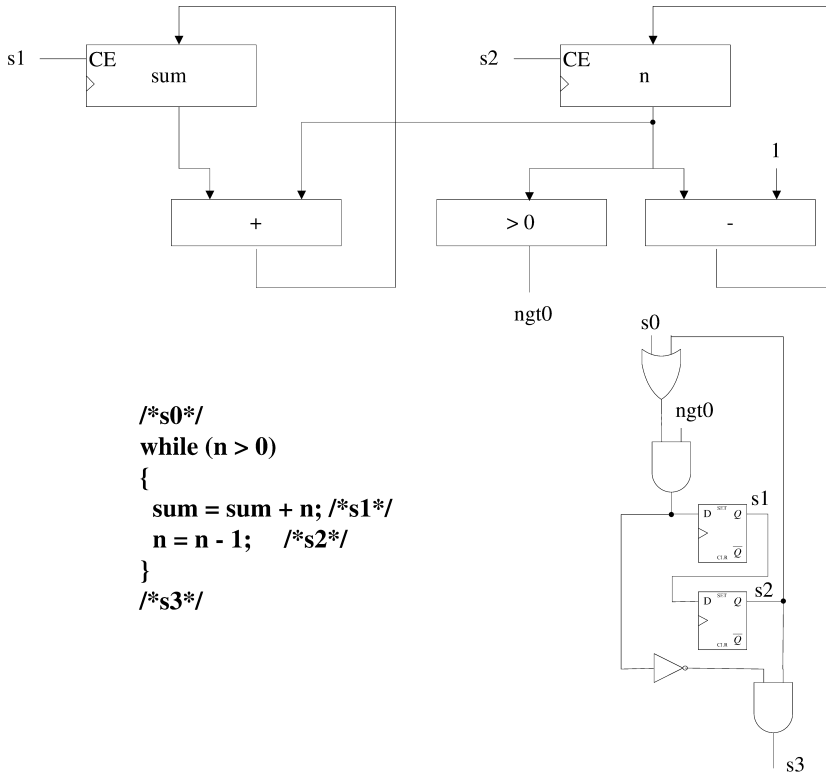 s1
CE
sum
s2
CE
n
1
+
> 0
-
ngt0
s0
ngt0
/*s0*/
while (n > 0)
{
sum = sum + n; /*s1*/
n = n - 1; /*s2*/
}
/*s3*/
s1
SET
D Q
CLR Q
s2
SET
D Q
CLR Q
s3